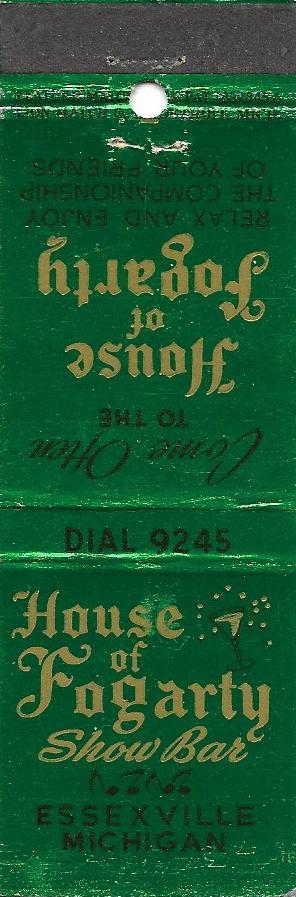 Come Often
TO THE
House
of
Fogarty
RELAX AND ENJOY
THE COMPANIONSHIP
OF YOUR FRIENDS
DIAL 9245
House
of
Fogarty
Show Bar
ESSEXVILLE
MICHIGAN